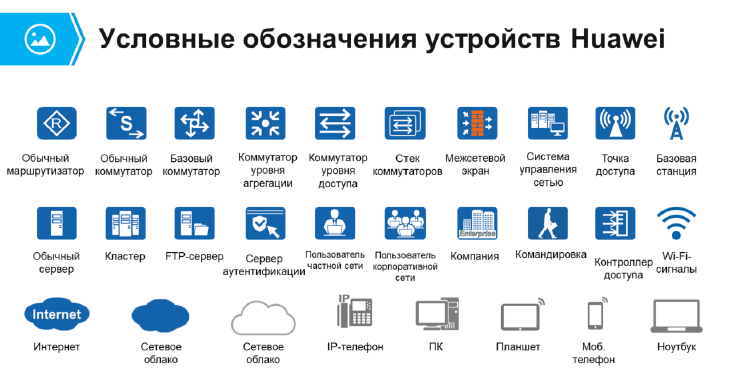 Условные обозначения устройств Huawei
R
S
Обычный
маршрутизатор
Обычный
коммутатор
Базовый
коммутатор
Коммутатор
уровня
агрегации
Коммутатор
уровня
доступа
Стек
коммутаторов
Межсетевой
экран
Система
управления
сетью
Точка
доступа
Базовая
станция
Enterprise
Обычный
сервер
Кластер
FTP-сервер
Сервер
аутентификации
Пользователь
частной сети
Пользователь
корпоративной
сети
Компания
Командировка
Контроллер
доступа
Wi-Fi-
сигналы
Internet
IP
Интернет
Сетевое
облако
Сетевое
облако
IP-телефон
ПК
Планшет
Моб.
телефон
Ноутбук